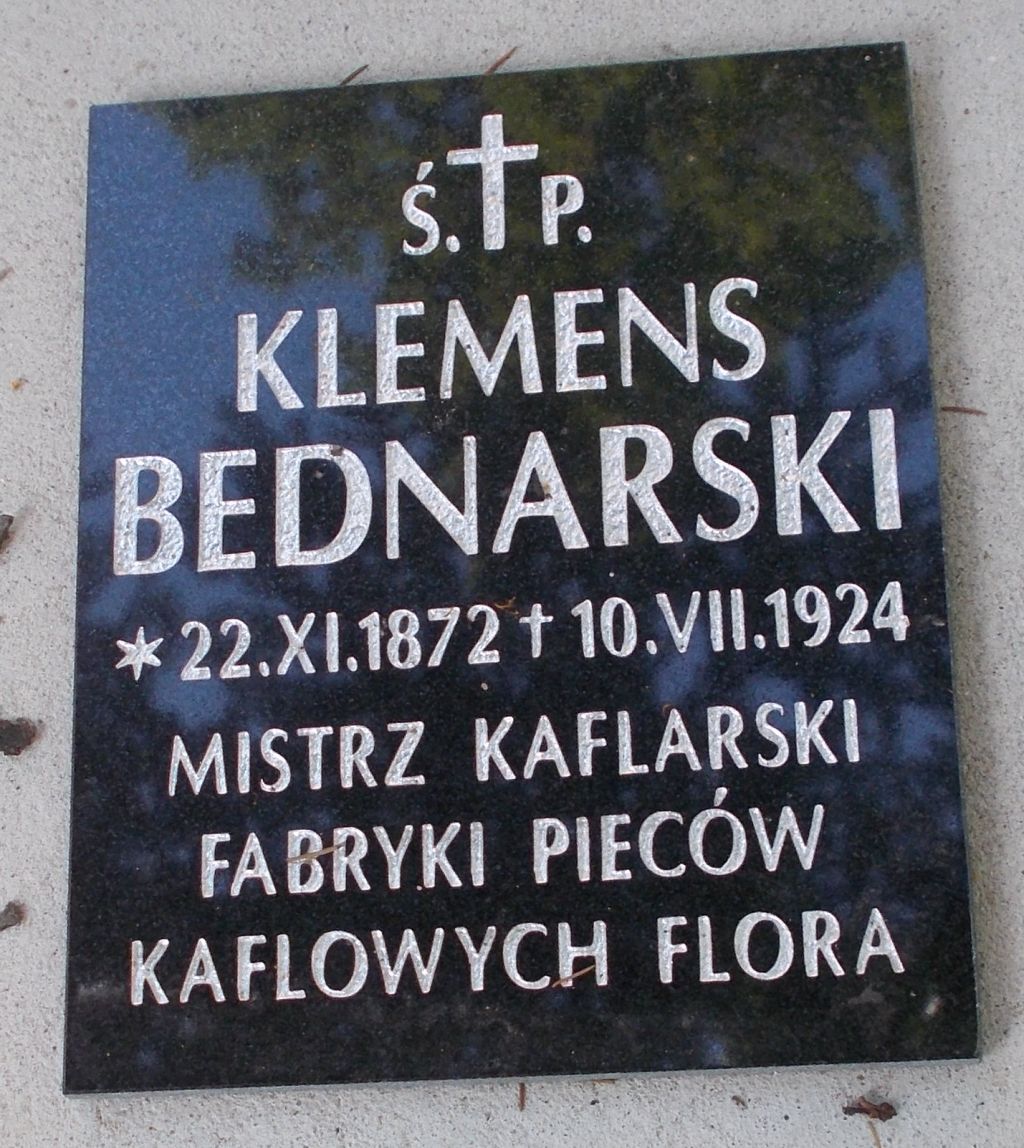 Ś.✝P.
KLEMENS
BEDNARSKI
*22.XI.1872 † 10.VII.1924
MISTRZ KAFLARSKI
FABRYKI PIECÓW
KAFLOWYCH FLORA